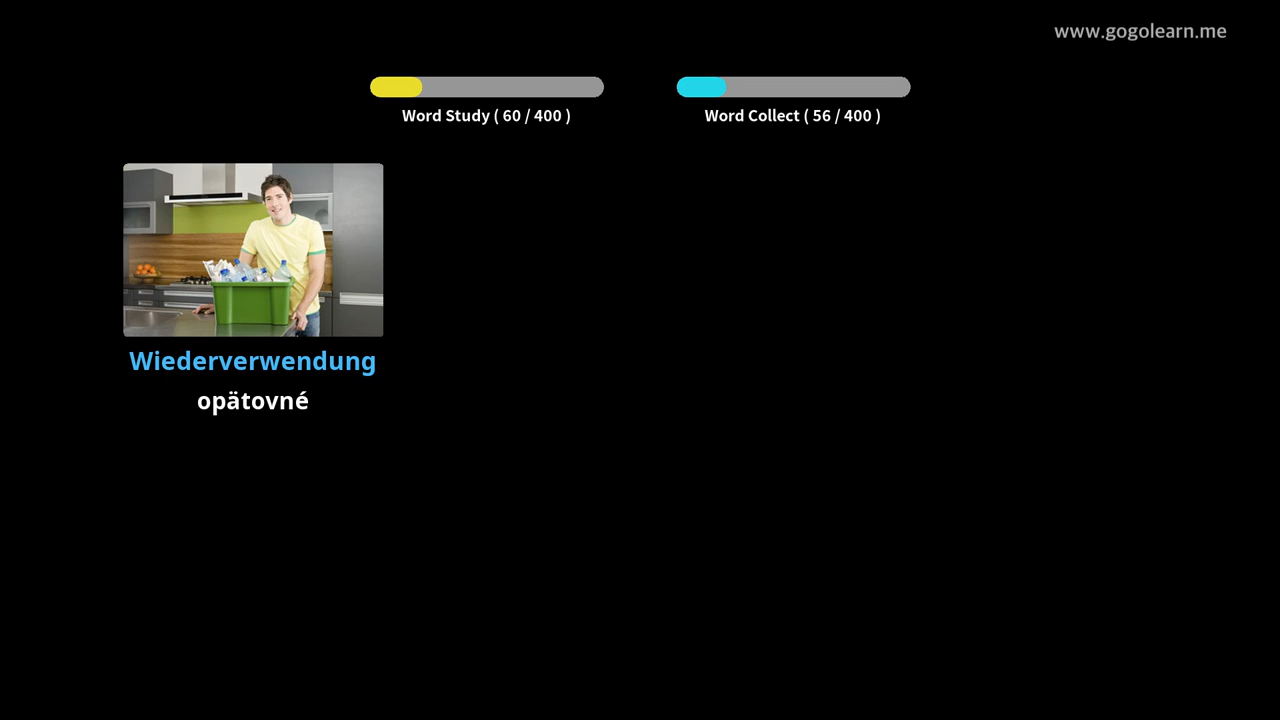 www.gogolearn.me
Word Study ( 60 / 400 )
Word Collect ( 56 / 400 )
Wiederverwendung
opätovné